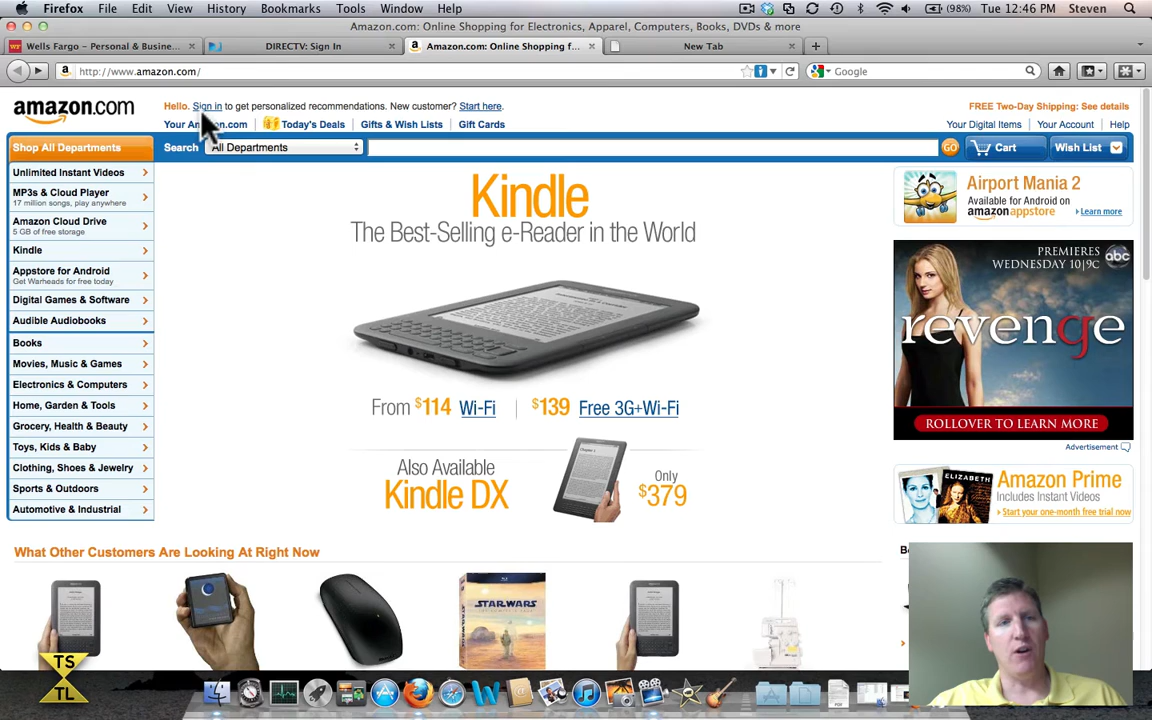 Firefox File Edit View History Bookmarks Tools Window Help (98%) Tue 12:46 PM Steven
Amazon.com: Online Shopping for Electronics, Apparel, Computers, Books, DVDs & more
Wells Fargo – Personal & Busine... DIRECTV: Sign In Amazon.com: Online Shopping f... New Tab
http://www.amazon.com/ Google
amazon.com
Hello. Sign in to get personalized recommendations. New customer? Start here.
FREE Two-Day Shipping: See details
Your Amazon.com Today's Deals Gifts & Wish Lists Gift Cards
Your Digital Items Your Account Help
Shop All Departments
Search All Departments GO Cart Wish List
Unlimited Instant Videos
MP3s & Cloud Player
17 million songs, play anywhere
Amazon Cloud Drive
5 GB of free storage
Kindle
Appstore for Android
Get Warheads for free today
Digital Games & Software
Audible Audiobooks
Books
Movies, Music & Games
Electronics & Computers
Home, Garden & Tools
Grocery, Health & Beauty
Toys, Kids & Baby
Clothing, Shoes & Jewelry
Sports & Outdoors
Automotive & Industrial
Kindle
The Best-Selling e-Reader in the World
From $114 Wi-Fi $139 Free 3G+Wi-Fi
Also Available
Kindle DX
Only
$379
Airport Mania 2
Available for Android on
amazonappstore Learn more
PREMIERES
WEDNESDAY 10|9C abc
revenge
ROLLOVER TO LEARN MORE
Advertisement
ELIZABETH
Amazon Prime
Includes Instant Videos
Start your one-month free trial now
What Other Customers Are Looking At Right Now
STAR WARS
TS
TL